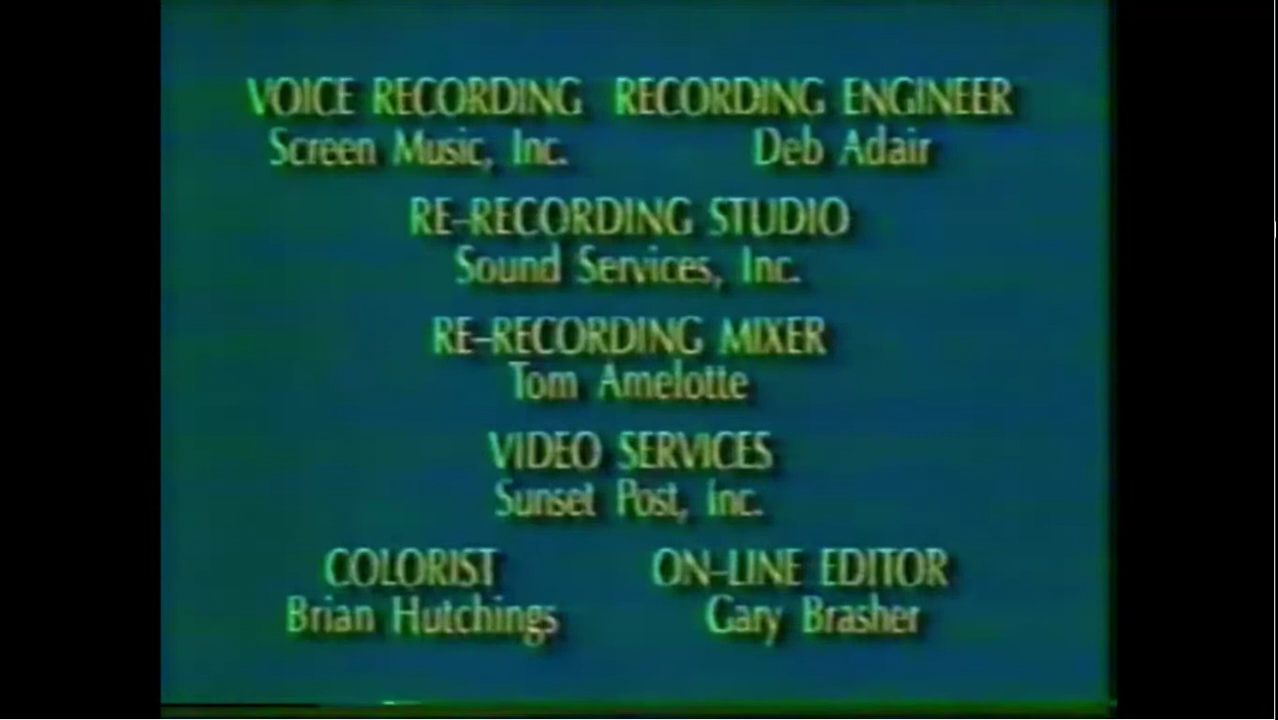 VOICE RECORDING RECORDING ENGINEER
Screen Music, Inc. Deb Adair
RE-RECORDING STUDIO
Sound Services, Inc.
RE-RECORDING MIXER
Tom Amelotte
VIDEO SERVICES
Sunset Post, Inc.
COLORIST ON-LINE EDITOR
Brian Hutchings Gary Brasher